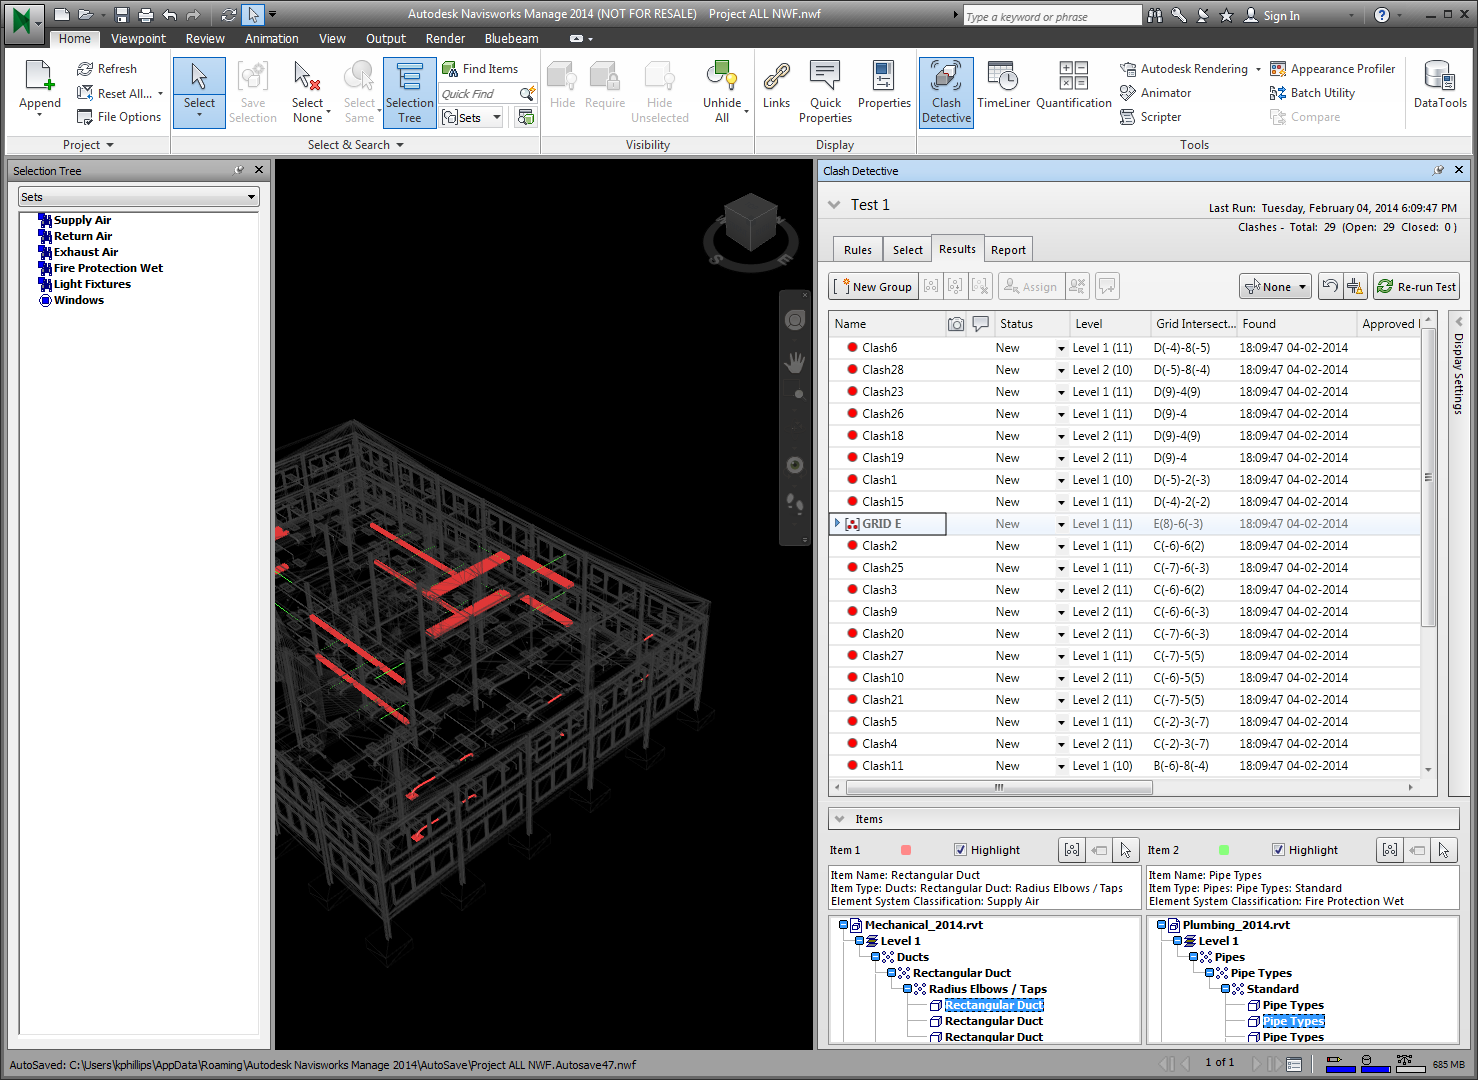 Autodesk Navisworks Manage 2014 (NOT FOR RESALE) Project ALL NWF.nwf
Type a keyword or phrase
Sign In
Home Viewpoint Review Animation View Output Render Bluebeam
Append
Refresh
Reset All...
File Options
Project
Select
Save Selection
Select None
Select Same
Selection Tree
Find Items
Quick Find
Sets
Select & Search
Hide
Require
Hide Unselected
Unhide All
Visibility
Links
Quick Properties
Properties
Display
Clash Detective
TimeLiner
Quantification
Autodesk Rendering
Animator
Scripter
Appearance Profiler
Batch Utility
Compare
Tools
DataTools
Selection Tree
Sets
Supply Air
Return Air
Exhaust Air
Fire Protection Wet
Light Fixtures
Windows
Clash Detective
Test 1
Last Run: Tuesday, February 04, 2014 6:09:47 PM
Clashes - Total: 29 (Open: 29 Closed: 0 )
Rules Select Results Report
New Group Assign None Re-run Test
Name Status Level Grid Intersect... Found Approved
Clash6 New Level 1 (11) D(-4)-8(-5) 18:09:47 04-02-2014
Clash28 New Level 2 (10) D(-5)-8(-4) 18:09:47 04-02-2014
Clash23 New Level 1 (11) D(9)-4(9) 18:09:47 04-02-2014
Clash26 New Level 1 (11) D(9)-4 18:09:47 04-02-2014
Clash18 New Level 2 (11) D(9)-4(9) 18:09:47 04-02-2014
Clash19 New Level 2 (11) D(9)-4 18:09:47 04-02-2014
Clash1 New Level 1 (10) D(-5)-2(-3) 18:09:47 04-02-2014
Clash15 New Level 1 (11) D(-4)-2(-2) 18:09:47 04-02-2014
GRID E New Level 1 (11) E(8)-6(-3) 18:09:47 04-02-2014
Clash2 New Level 1 (11) C(-6)-6(2) 18:09:47 04-02-2014
Clash25 New Level 1 (11) C(-7)-6(-3) 18:09:47 04-02-2014
Clash3 New Level 2 (11) C(-6)-6(2) 18:09:47 04-02-2014
Clash9 New Level 2 (11) C(-6)-6(-3) 18:09:47 04-02-2014
Clash20 New Level 2 (11) C(-7)-6(-3) 18:09:47 04-02-2014
Clash27 New Level 1 (11) C(-7)-5(5) 18:09:47 04-02-2014
Clash10 New Level 2 (11) C(-6)-5(5) 18:09:47 04-02-2014
Clash21 New Level 2 (11) C(-7)-5(5) 18:09:47 04-02-2014
Clash5 New Level 1 (11) C(-2)-3(-7) 18:09:47 04-02-2014
Clash4 New Level 2 (11) C(-2)-3(-7) 18:09:47 04-02-2014
Clash11 New Level 1 (10) B(-6)-8(-4) 18:09:47 04-02-2014
Display Settings
Items
Item 1 Highlight
Item Name: Rectangular Duct
Item Type: Ducts: Rectangular Duct: Radius Elbows / Taps
Element System Classification: Supply Air
Mechanical_2014.rvt
Level 1
Ducts
Rectangular Duct
Radius Elbows / Taps
Rectangular Duct
Rectangular Duct
Rectangular Duct
Item 2 Highlight
Item Name: Pipe Types
Item Type: Pipes: Pipe Types: Standard
Element System Classification: Fire Protection Wet
Plumbing_2014.rvt
Level 1
Pipes
Pipe Types
Standard
Pipe Types
Pipe Types
Pipe Types
AutoSaved: C:\Users\kphillips\AppData\Roaming\Autodesk Navisworks Manage 2014\AutoSave\Project ALL NWF.Autosave47.nwf
1 of 1
685 MB